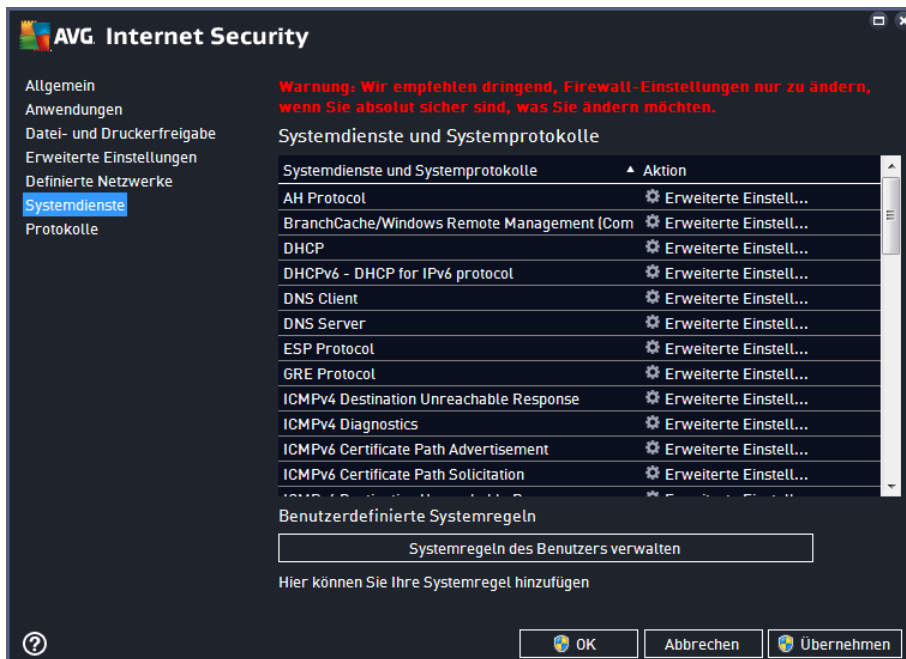 AVG Internet Security
Allgemein
Anwendungen
Datei- und Druckerfreigabe
Erweiterte Einstellungen
Definierte Netzwerke
Systemdienste
Protokolle
Warnung: Wir empfehlen dringend, Firewall-Einstellungen nur zu ändern,
wenn Sie absolut sicher sind, was Sie ändern möchten.
Systemdienste und Systemprotokolle
Systemdienste und Systemprotokolle Aktion
AH Protocol Erweiterte Einstell...
BranchCache/Windows Remote Management (Com Erweiterte Einstell...
DHCP Erweiterte Einstell...
DHCPv6 - DHCP for IPv6 protocol Erweiterte Einstell...
DNS Client Erweiterte Einstell...
DNS Server Erweiterte Einstell...
ESP Protocol Erweiterte Einstell...
GRE Protocol Erweiterte Einstell...
ICMPv4 Destination Unreachable Response Erweiterte Einstell...
ICMPv4 Diagnostics Erweiterte Einstell...
ICMPv6 Certificate Path Advertisement Erweiterte Einstell...
ICMPv6 Certificate Path Solicitation Erweiterte Einstell...
Benutzerdefinierte Systemregeln
Systemregeln des Benutzers verwalten
Hier können Sie Ihre Systemregel hinzufügen
OK Abbrechen Übernehmen